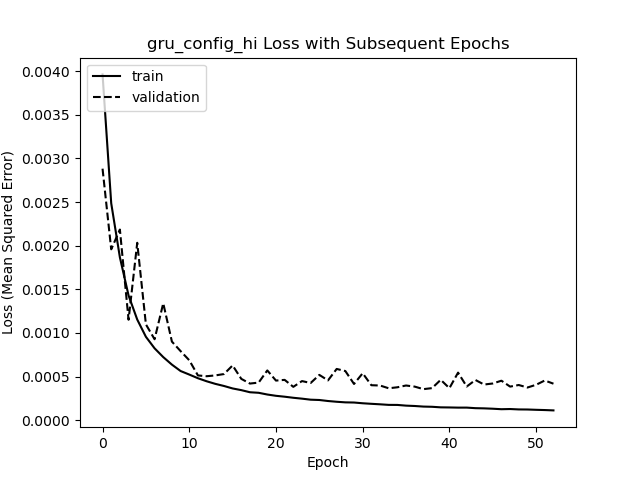 gru_config_hi Loss with Subsequent Epochs
train
validation
Loss (Mean Squared Error)
0.0040
0.0035
0.0030
0.0025
0.0020
0.0015
0.0010
0.0005
0.0000
0 10 20 30 40 50
Epoch